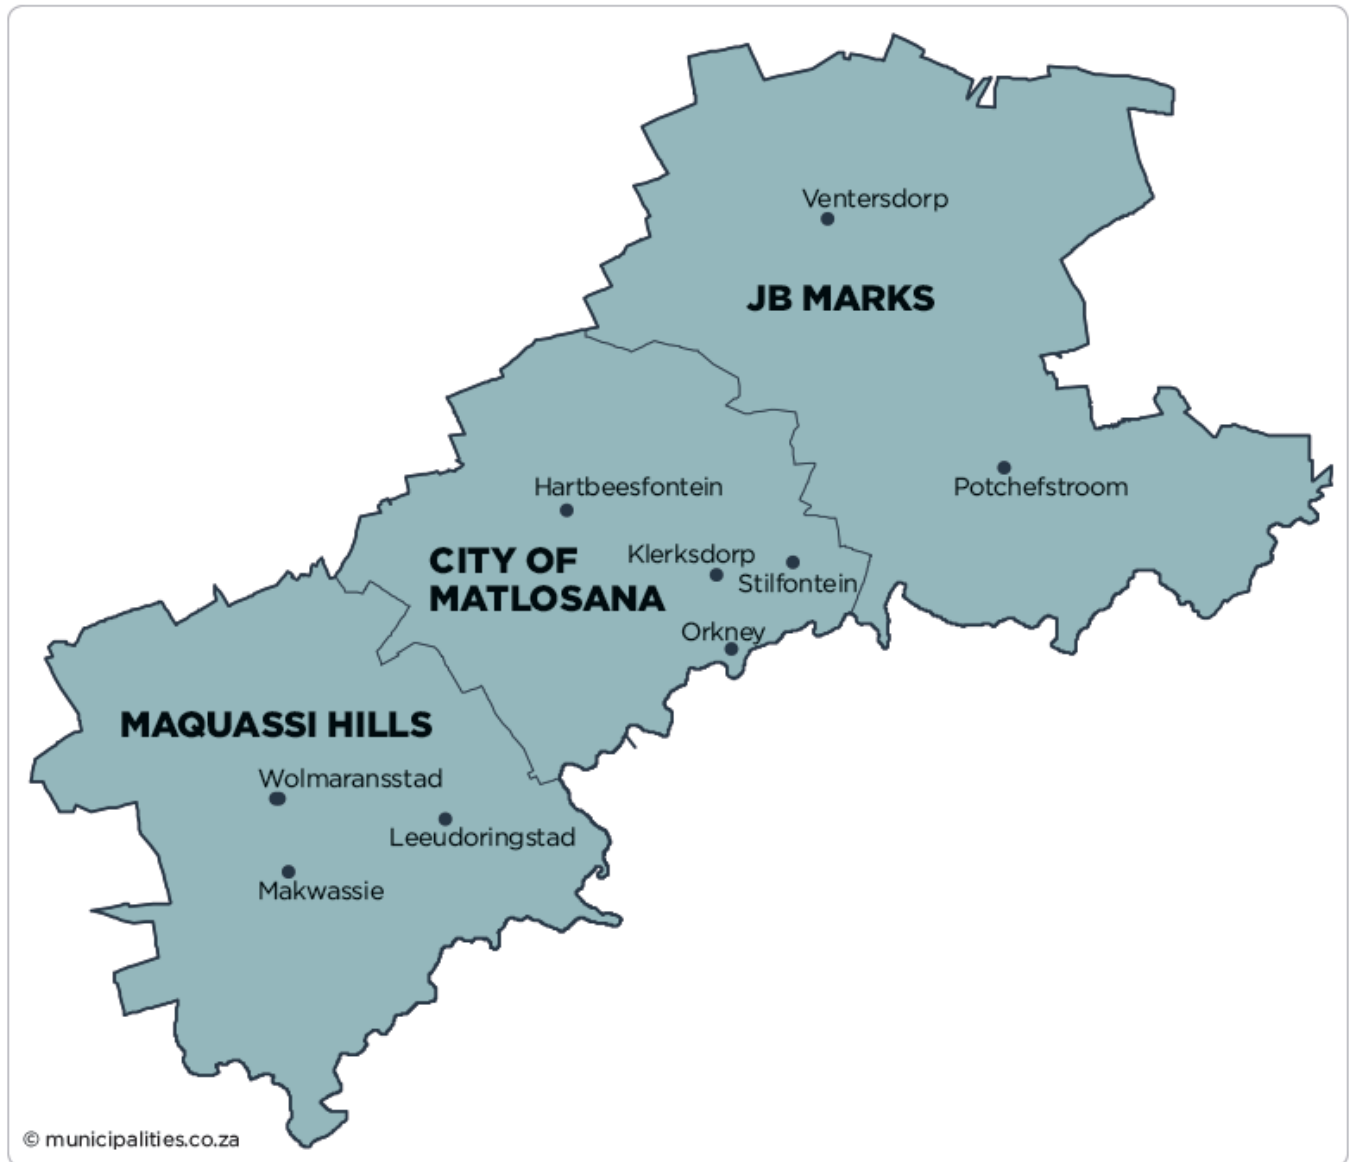 Ventersdorp
JB MARKS
Potchefstroom
Hartbeesfontein
Klerksdorp
CITY OF
MATLOSANA
Stilfontein
Orkney
MAQUASSI HILLS
Wolmaransstad
Leeudoringstad
Makwassie
© municipalities.co.za